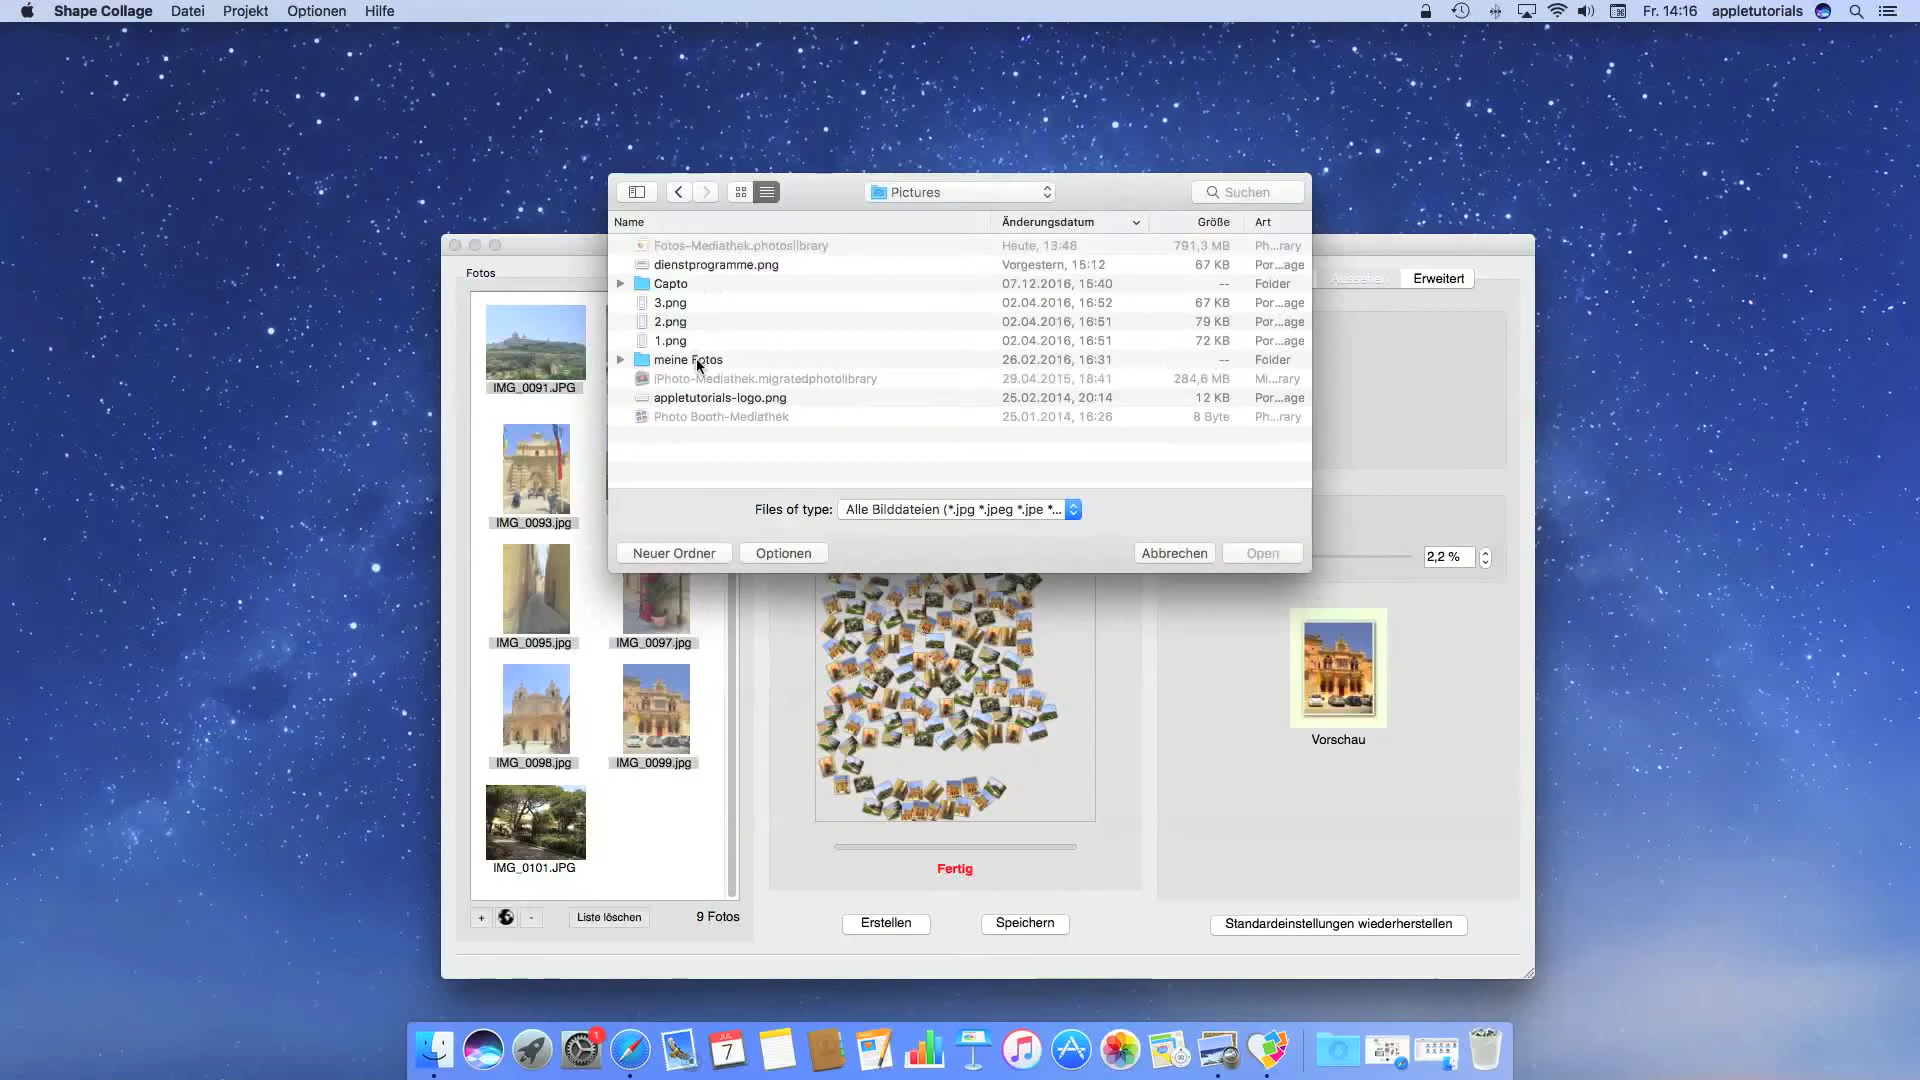 Shape Collage Datei Projekt Optionen Hilfe Fr. 14:16 appletutorials
Pictures Suchen
Name Änderungsdatum Größe Art
Fotos-Mediathek.photoslibrary Heute, 13:48 791,3 MB Ph...rary
dienstprogramme.png Vorgestern, 15:12 67 KB Por...age
Capto 07.12.2016, 15:40 -- Folder
3.png 02.04.2016, 16:52 67 KB Por...age
2.png 02.04.2016, 16:51 79 KB Por...age
1.png 02.04.2016, 16:51 72 KB Por...age
meine Fotos 26.02.2016, 16:31 -- Folder
iPhoto-Mediathek.migratedphotolibrary 29.04.2015, 18:41 284,6 MB Mi...rary
appletutorials-logo.png 25.02.2014, 20:14 12 KB Por...age
Photo Booth-Mediathek 25.01.2014, 16:26 8 Byte Ph...rary
Files of type: Alle Bilddateien (*.jpg *.jpeg *.jpe *...
Neuer Ordner Optionen Abbrechen Open
Fotos
IMG_0091.JPG
IMG_0093.jpg
IMG_0095.jpg IMG_0097.jpg
IMG_0098.jpg IMG_0099.jpg
IMG_0101.JPG
+ - Liste löschen 9 Fotos
Fertig
Erstellen Speichern
Aussehen Erweitert
2,2 %
Vorschau
Standardeinstellungen wiederherstellen
1
JUL
7